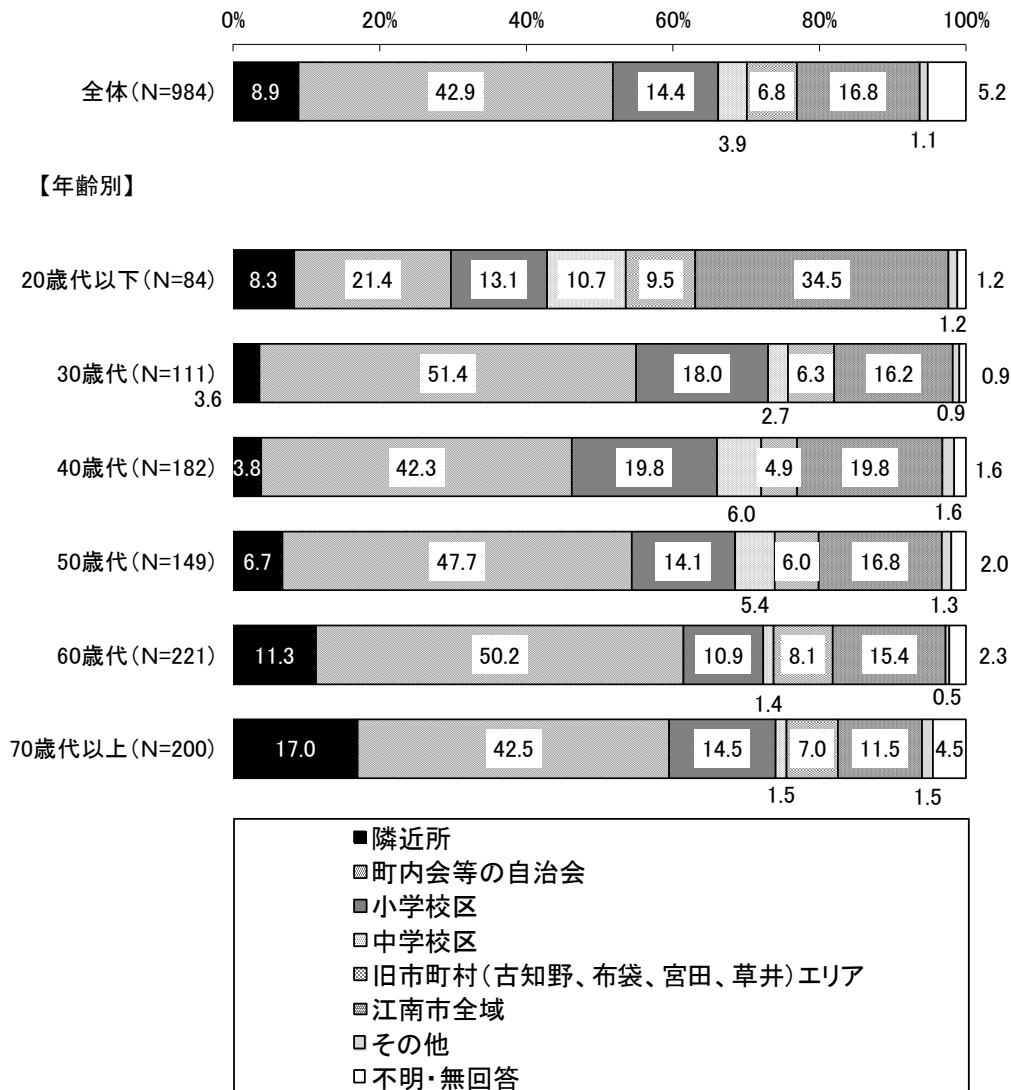 0% 20% 40% 60% 80% 100%
全体(N=984) 8.9 42.9 14.4 6.8 16.8 5.2
3.9 1.1
【年齢別】
20歳代以下(N=84) 8.3 21.4 13.1 10.7 9.5 34.5 1.2
1.2
30歳代(N=111) 51.4 18.0 6.3 16.2 0.9
3.6 2.7 0.9
40歳代(N=182) 3.8 42.3 19.8 4.9 19.8 1.6
6.0 1.6
50歳代(N=149) 6.7 47.7 14.1 6.0 16.8 2.0
5.4 1.3
60歳代(N=221) 11.3 50.2 10.9 8.1 15.4 2.3
1.4 0.5
70歳代以上(N=200) 17.0 42.5 14.5 7.0 11.5 4.5
1.5 1.5
隣近所
町内会等の自治会
小学校区
中学校区
旧市町村(古知野、布袋、宮田、草井)エリア
江南市全域
その他
不明・無回答